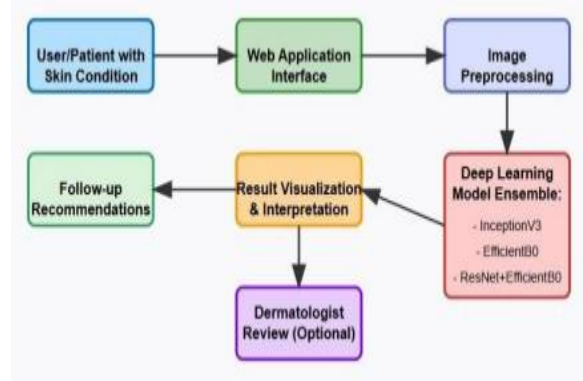 User/Patient with
Skin Condition
Web Application
Interface
Image
Preprocessing
Deep Learning
Model Ensemble:
- InceptionV3
- EfficientB0
- ResNet+EfficientB0
Result Visualization
& Interpretation
Follow-up
Recommendations
Dermatologist
Review (Optional)